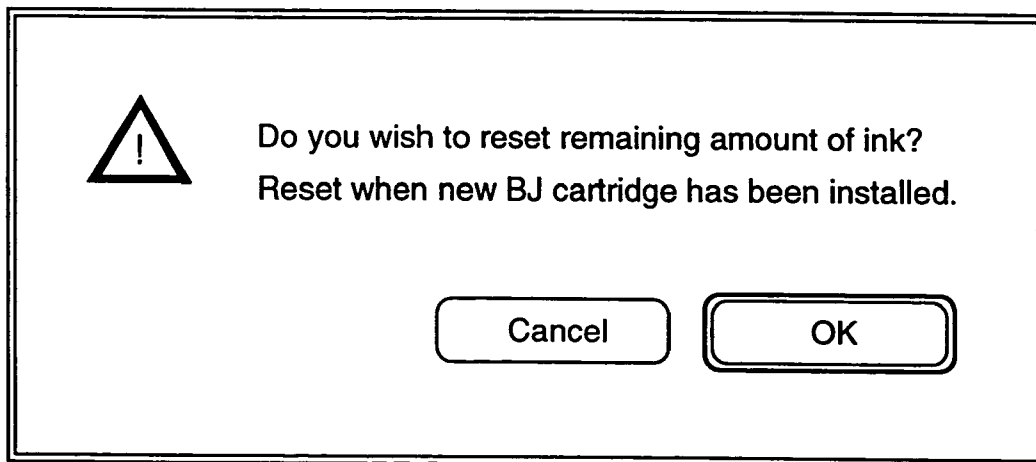 !
Do you wish to reset remaining amount of ink?
Reset when new BJ cartridge has been installed.
Cancel OK